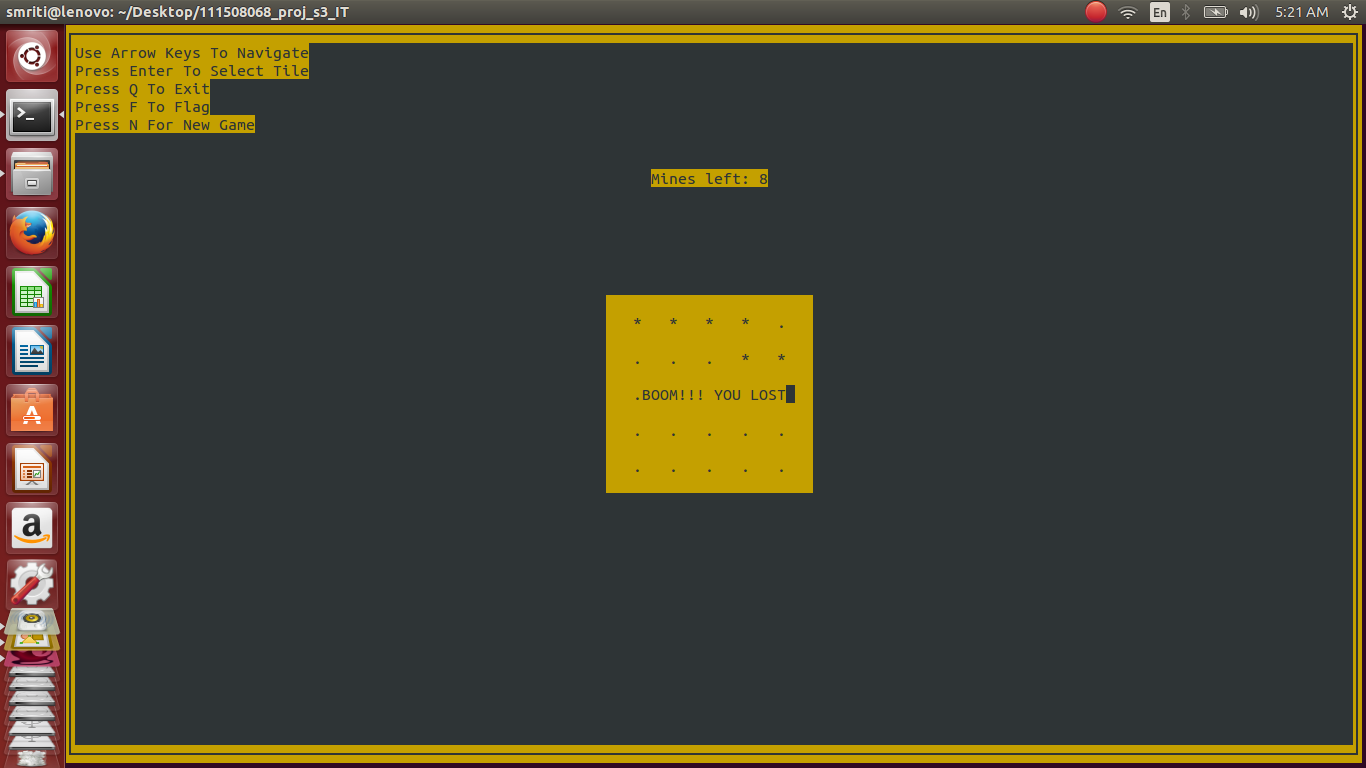 smriti@lenovo: ~/Desktop/111508068_proj_s3_IT
En
5:21 AM
Use Arrow Keys To Navigate
Press Enter To Select Tile
Press Q To Exit
Press F To Flag
Press N For New Game
Mines left: 8
* * * * .
. . . * *
.BOOM!!! YOU LOST
. . . . .
. . . . .